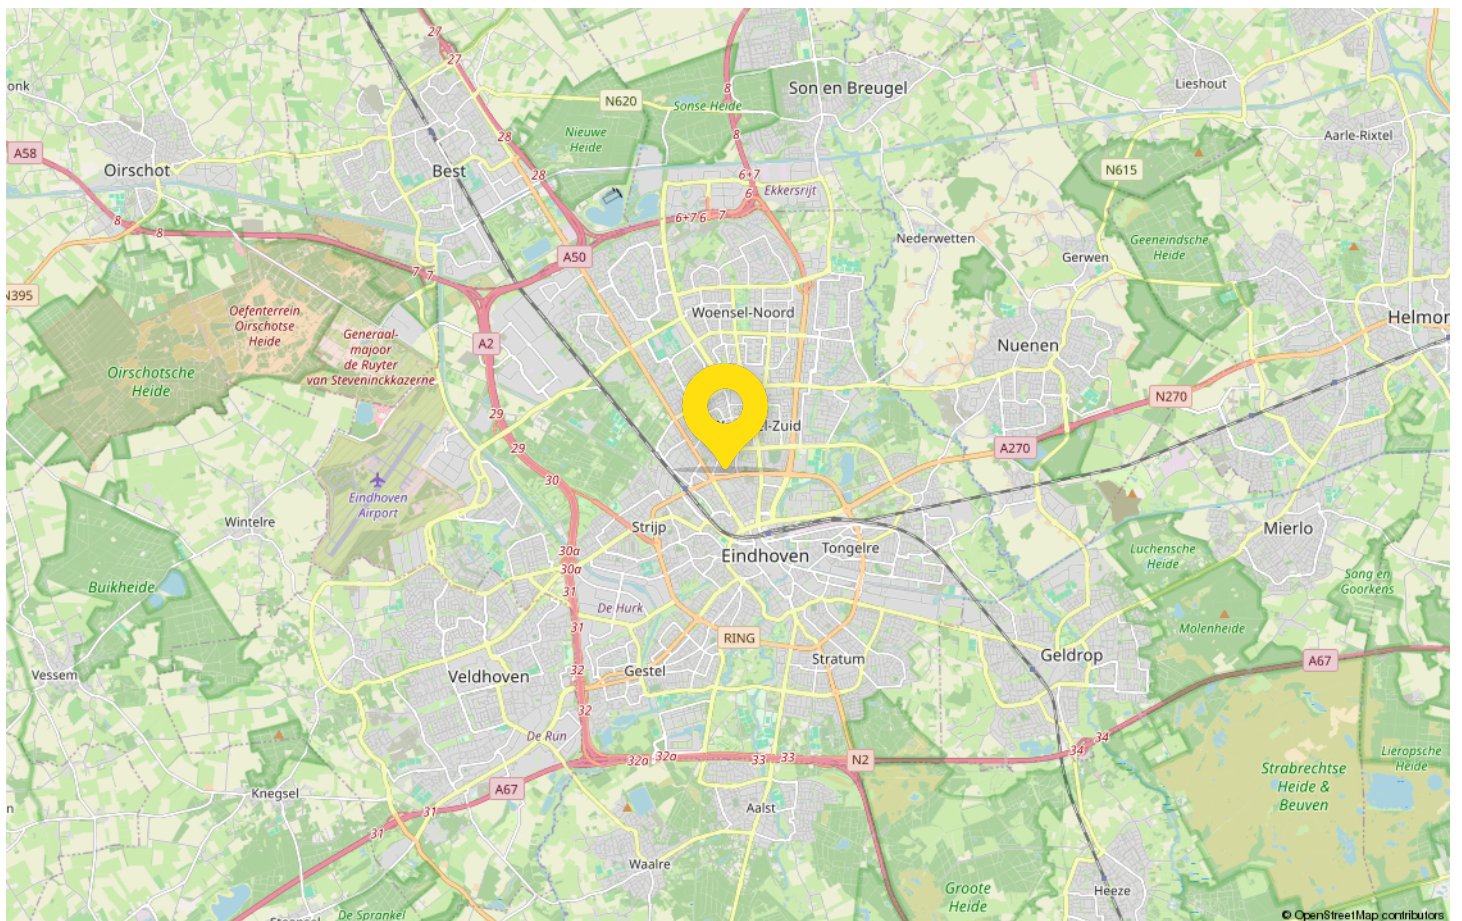 27
27
8
onk
N620
Sonse Heide
Son en Breugel
Lieshout
28
Nieuwe
Heide
8
Aarle-Rixtel
A58
Oirschot
Best
28
6+7
6
Ekkersrijt
N615
8
8
6+7
6
7
Nederwetten
Geeneindsche
Heide
Gerwen
A50
7
7
N395
Oefenterrein
Oirschotse
Heide
Generaal-
majoor
de Ruyter
van Steveninckkazerne
A2
Woensel-Noord
Helmon
Nuenen
Oirschotsche
Heide
29
N270
l-Zuid
29
A270
30
Eindhoven
Airport
Wintelre
Strijp
Mierlo
Eindhoven
Tongelre
Luchensche
Heide
30a
30a
Buikheide
31
Sang en
Goorkens
De Hurk
31
Molenheide
RING
Geldrop
Stratum
A67
Vessem
Veldhoven
Gestel
32
32
De Run
34
34
Lieropsche
Heide
32a
32a
33
33
N2
Strabrechtse
Heide &
Beuven
Knegsel
A67
n
Aalst
31
31
Waalre
Groote
Heide
Heeze
De Sprankel
© OpenStreetMap contributors